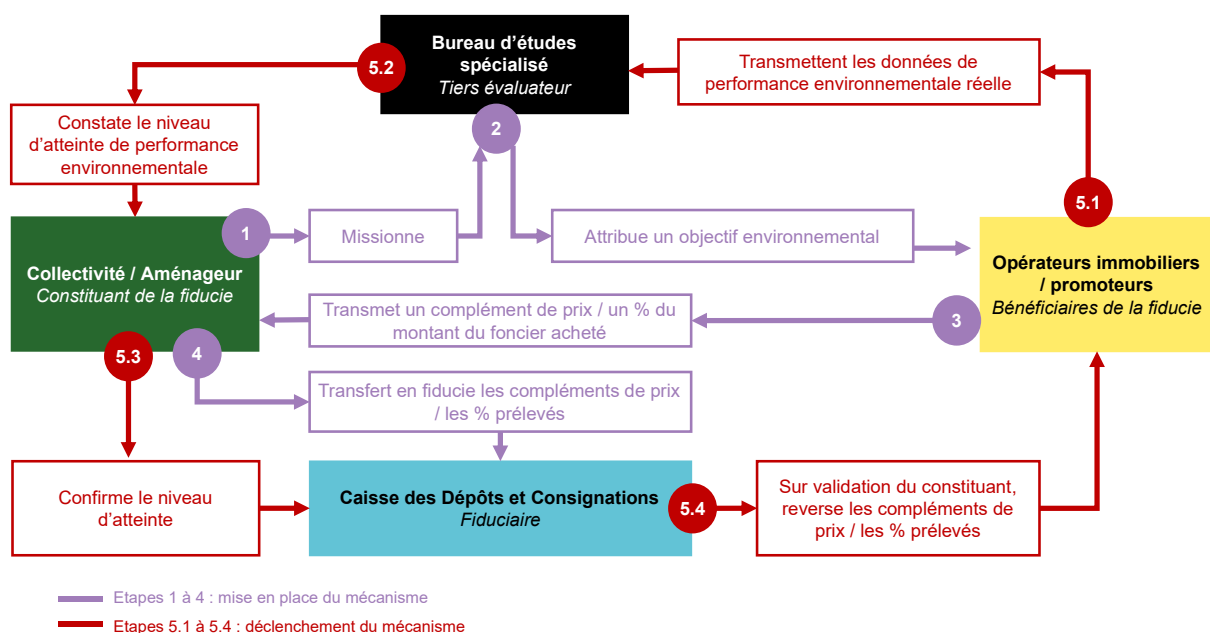 Bureau d'études
spécialisé
Tiers évaluateur
5.2
Transmettent les données de
performance environnementale réelle
2
Constate le niveau
d'atteinte de performance
environnementale
5.1
1
Missionne
Attribue un objectif environnemental
Collectivité / Aménageur
Constituant de la fiducie
Opérateurs immobiliers
/ promoteurs
Bénéficiaires de la fiducie
Transmet un complément de prix / un % du
montant du foncier acheté
3
5.3
4
Transfert en fiducie les compléments de prix
/ les % prélevés
Confirme le niveau
d'atteinte
Caisse des Dépôts et Consignations
Fiduciaire
5.4
Sur validation du constituant,
reverse les compléments de
prix / les % prélevés
Etapes 1 à 4 : mise en place du mécanisme
Etapes 5.1 à 5.4 : déclenchement du mécanisme